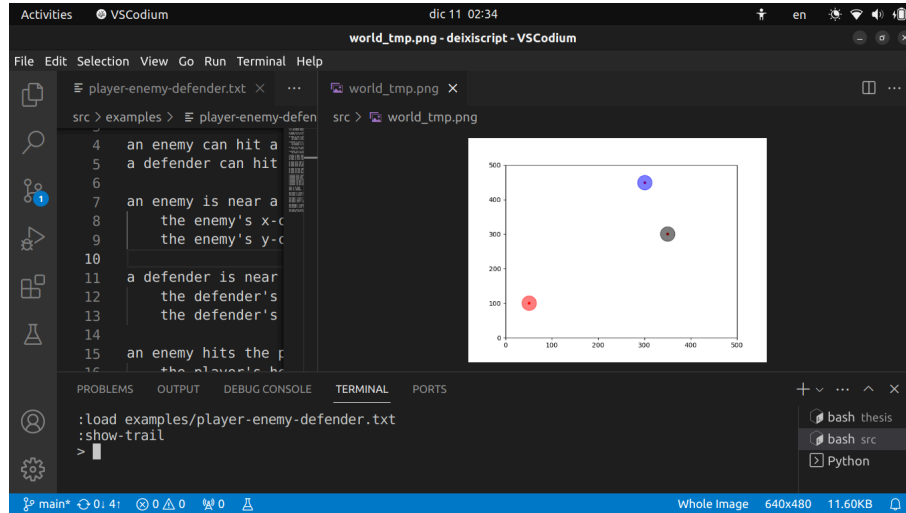 Activities VSCodium dic 11 02:34 en
world_tmp.png - deixiscript - VSCodium
File Edit Selection View Go Run Terminal Help
player-enemy-defender.txt
world_tmp.png
src > examples > player-enemy-defen
src > world_tmp.png
4 an enemy can hit a
5 a defender can hit
6
7 an enemy is near a
8 the enemy's x-c
9 the enemy's y-c
10
11 a defender is near
12 the defender's
13 the defender's
14
15 an enemy hits the p
500
400
300
200
100
0
0 100 200 300 400 500
1
PROBLEMS OUTPUT DEBUG CONSOLE TERMINAL PORTS
:load examples/player-enemy-defender.txt
:show-trail
>
bash thesis
bash src
Python
main* 0↓ 4↑ 0 0 0 Whole Image 640x480 11.60KB